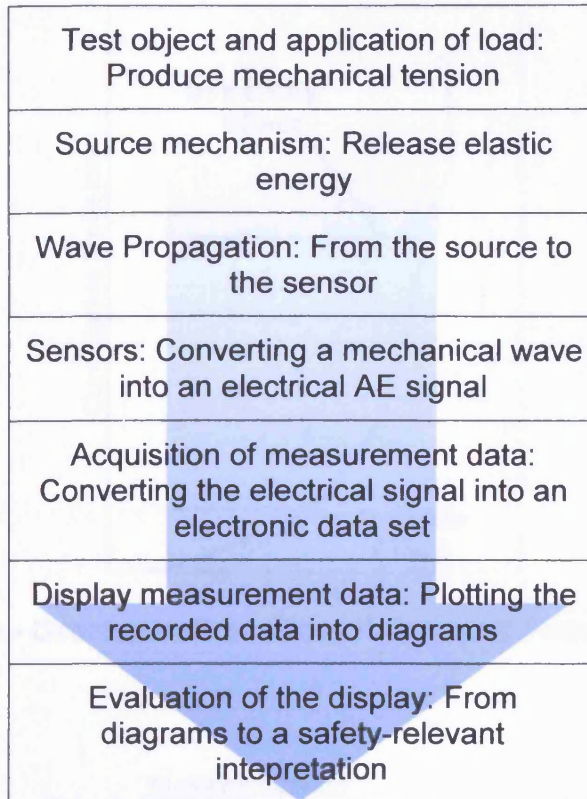 Test object and application of load:
Produce mechanical tension
Source mechanism: Release elastic
energy
Wave Propagation: From the source to
the sensor
Sensors: Converting a mechanical wave
into an electrical AE signal
Acquisition of measurement data:
Converting the electrical signal into an
electronic data set
Display measurement data: Plotting the
recorded data into diagrams
Evaluation of the display: From
diagrams to a safety-relevant
intepretation